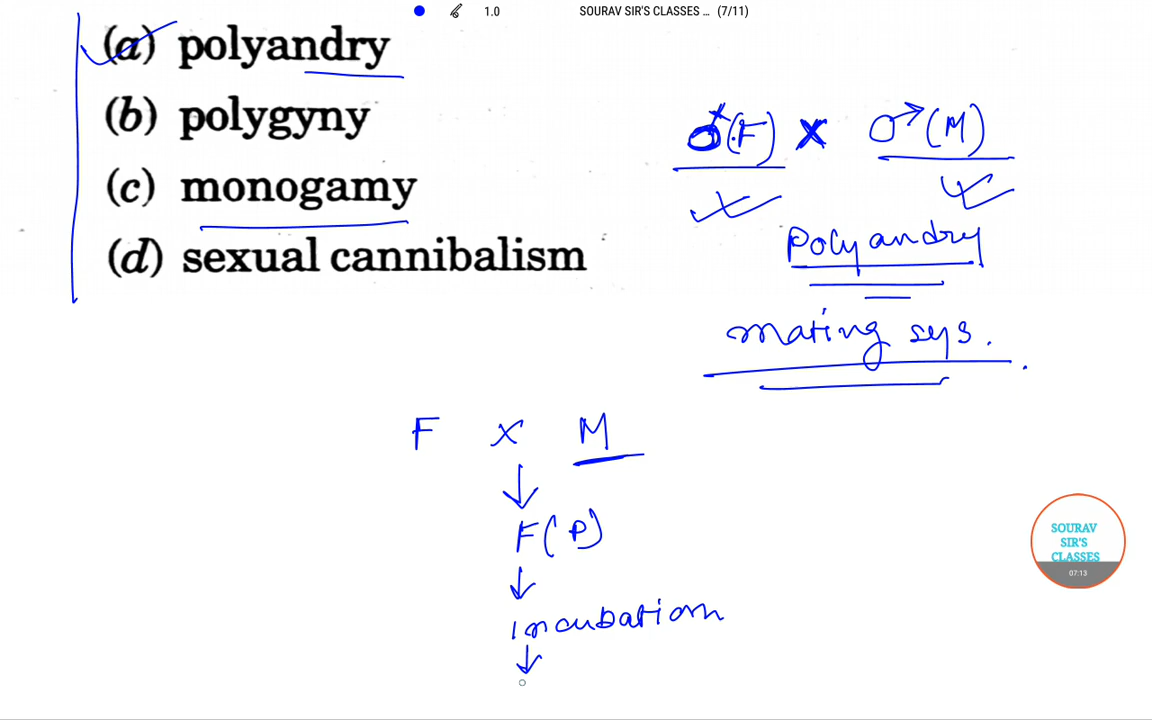 1.0 SOURAV SIR'S CLASSES ... (7/11)
(a) polyandry
(b) polygyny
(c) monogamy
(d) sexual cannibalism
(F) × ♂ (M)
Polyandry
mating sys.
F × M
↓
F(P)
↓
incubation
↓
SOURAV
SIR'S
CLASSES
07:13